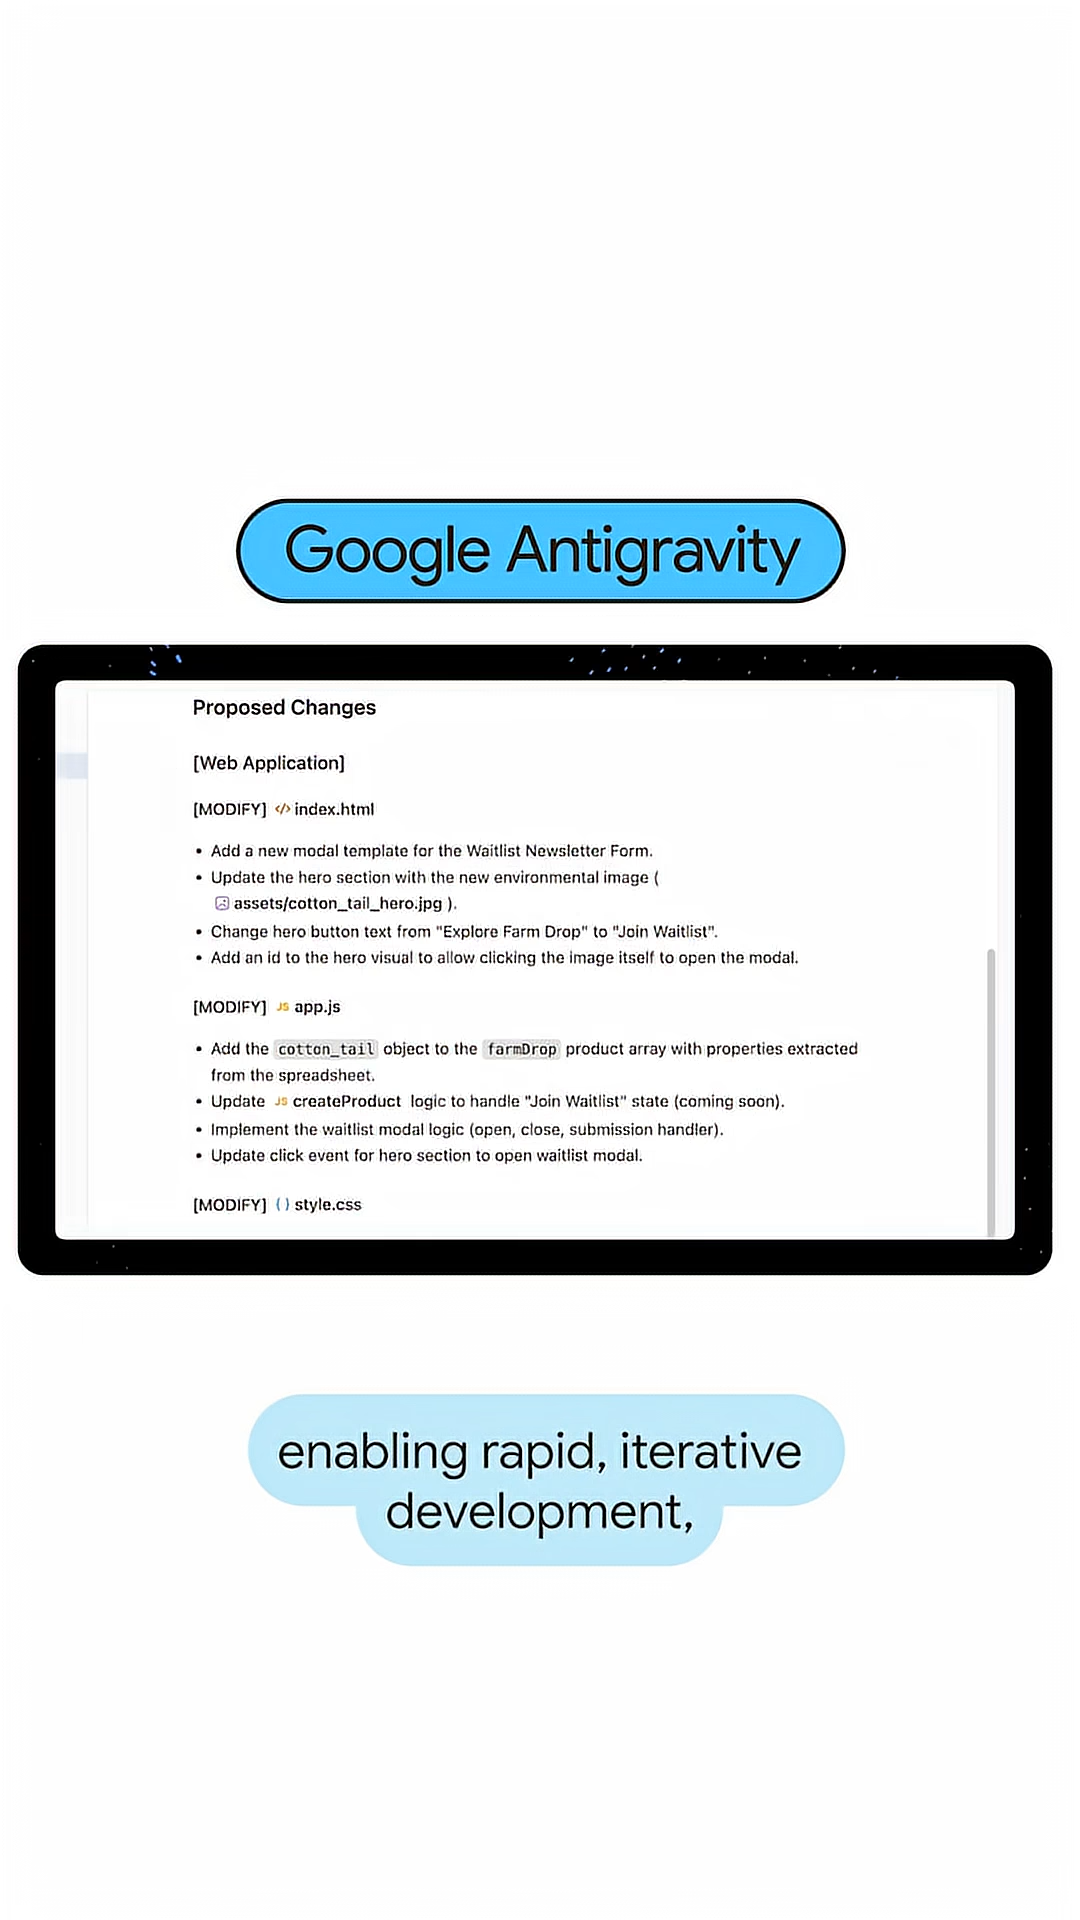 Google Antigravity
Proposed Changes
[Web Application]
[MODIFY] </> index.html
• Add a new modal template for the Waitlist Newsletter Form.
• Update the hero section with the new environmental image (
assets/cotton_tail_hero.jpg ).
• Change hero button text from "Explore Farm Drop" to "Join Waitlist".
• Add an id to the hero visual to allow clicking the image itself to open the modal.
[MODIFY] JS app.js
• Add the cotton_tail object to the farmDrop product array with properties extracted
from the spreadsheet.
• Update JS createProduct logic to handle "Join Waitlist" state (coming soon).
• Implement the waitlist modal logic (open, close, submission handler).
• Update click event for hero section to open waitlist modal.
[MODIFY] {} style.css
enabling rapid, iterative
development,